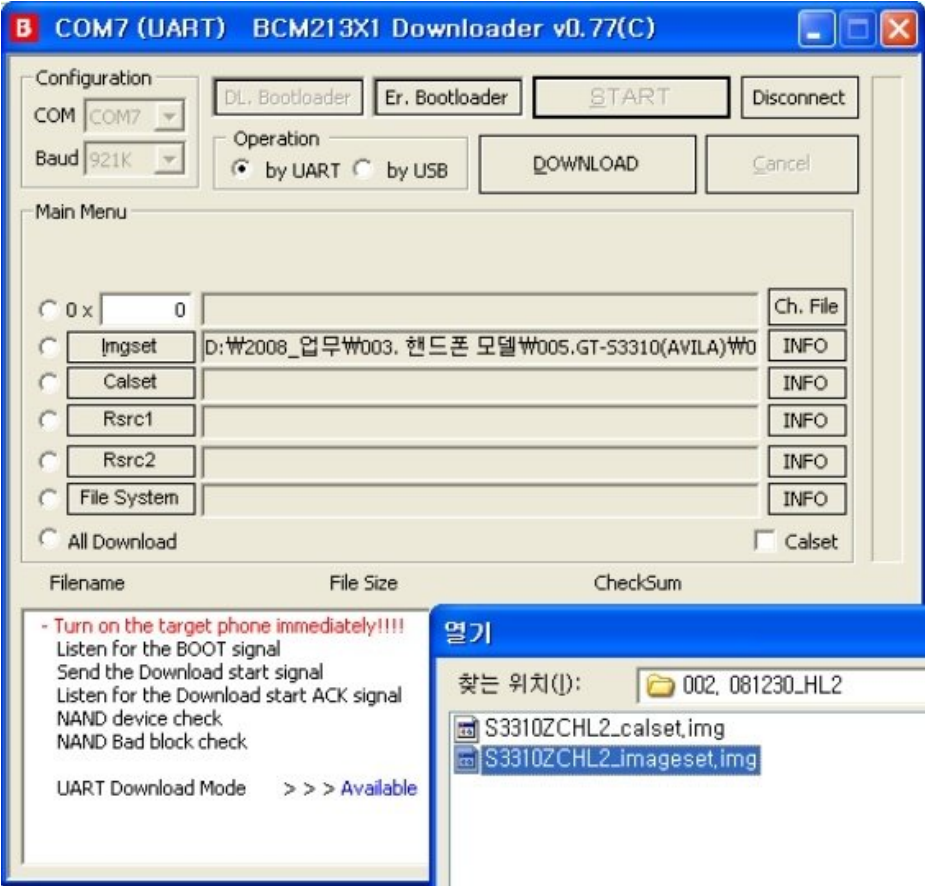 B COM7 (UART) BCM213X1 Downloader v0.77(C)
Configuration
COM COM7
Baud 921K
DL. Bootloader
Er. Bootloader
START
Disconnect
Operation
by UART
by USB
DOWNLOAD
Cancel
Main Menu
0 x 0
Ch. File
Imgset
D:₩2008_업무₩003. 핸드폰 모델₩005.GT-S3310(AVILA)₩0
INFO
Calset
INFO
Rsrc1
INFO
Rsrc2
INFO
File System
INFO
All Download
Calset
Filename File Size CheckSum
- Turn on the target phone immediately!!!!
Listen for the BOOT signal
Send the Download start signal
Listen for the Download start ACK signal
NAND device check
NAND Bad block check
UART Download Mode > > > Available
열기
찾는 위치(I):
002. 081230_HL2
S3310ZCHL2_calset.img
S3310ZCHL2_imageset.img